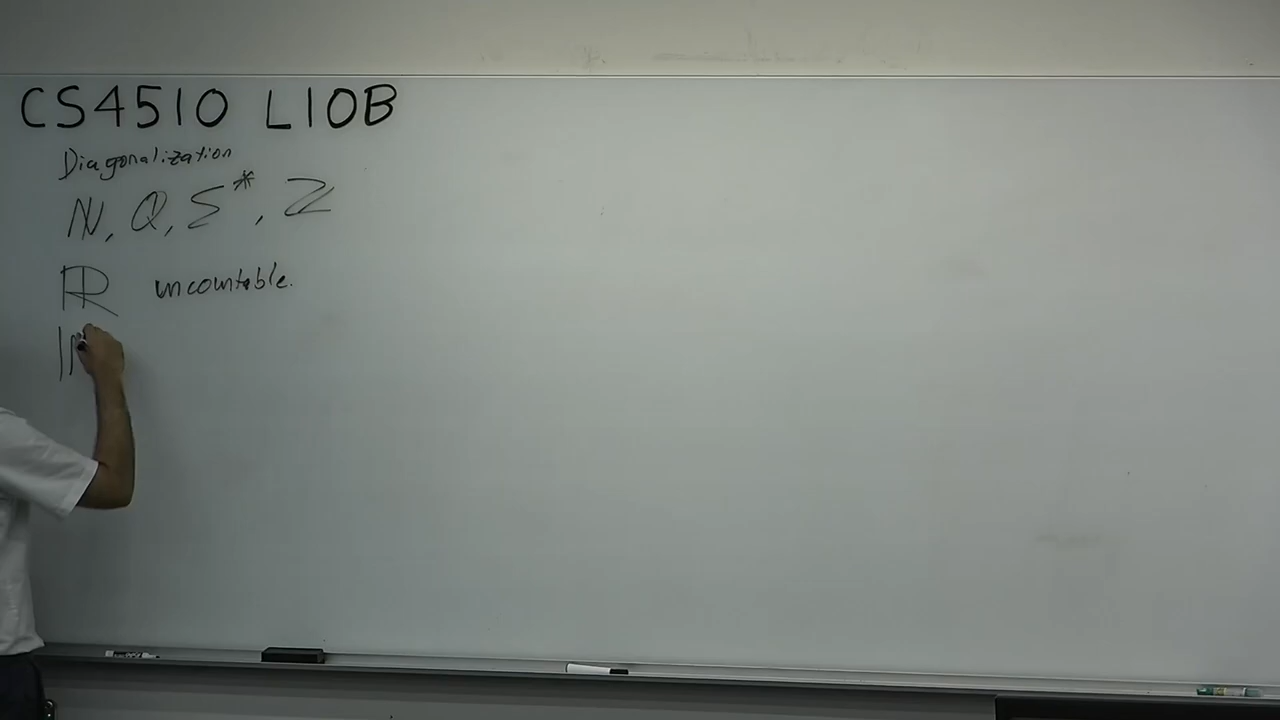 CS4510 L10B
Diagonalization
ℕ, ℚ, Σ*, ℤ
ℝ uncountable.